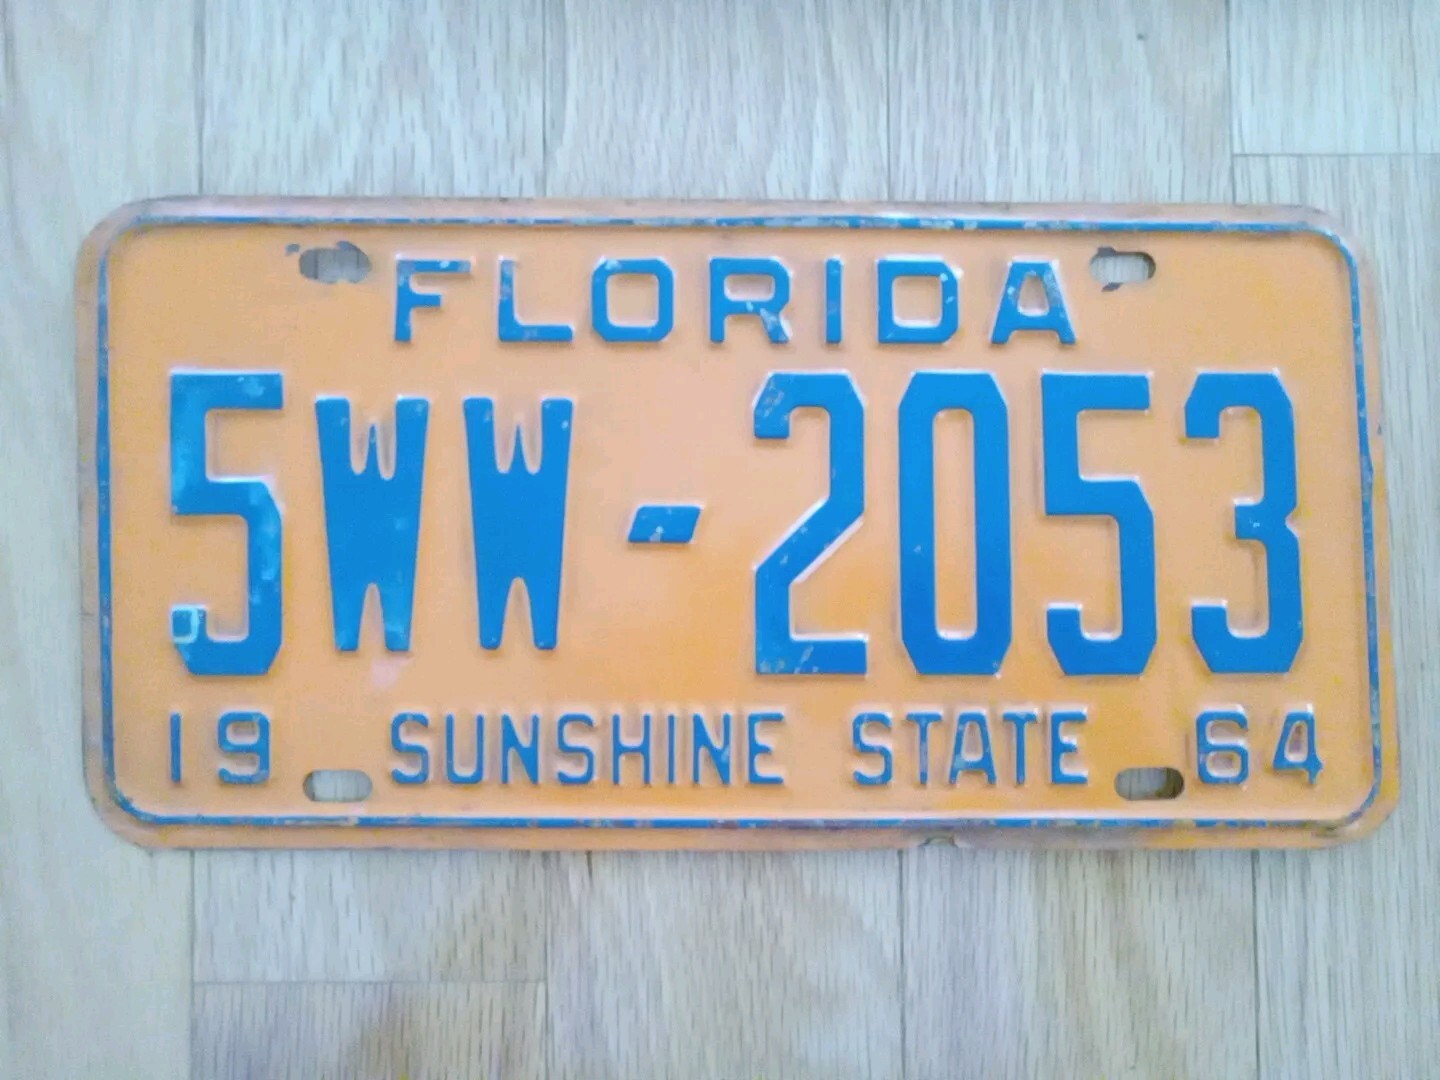 FLORIDA
5WW-2053
19 SUNSHINE STATE 64